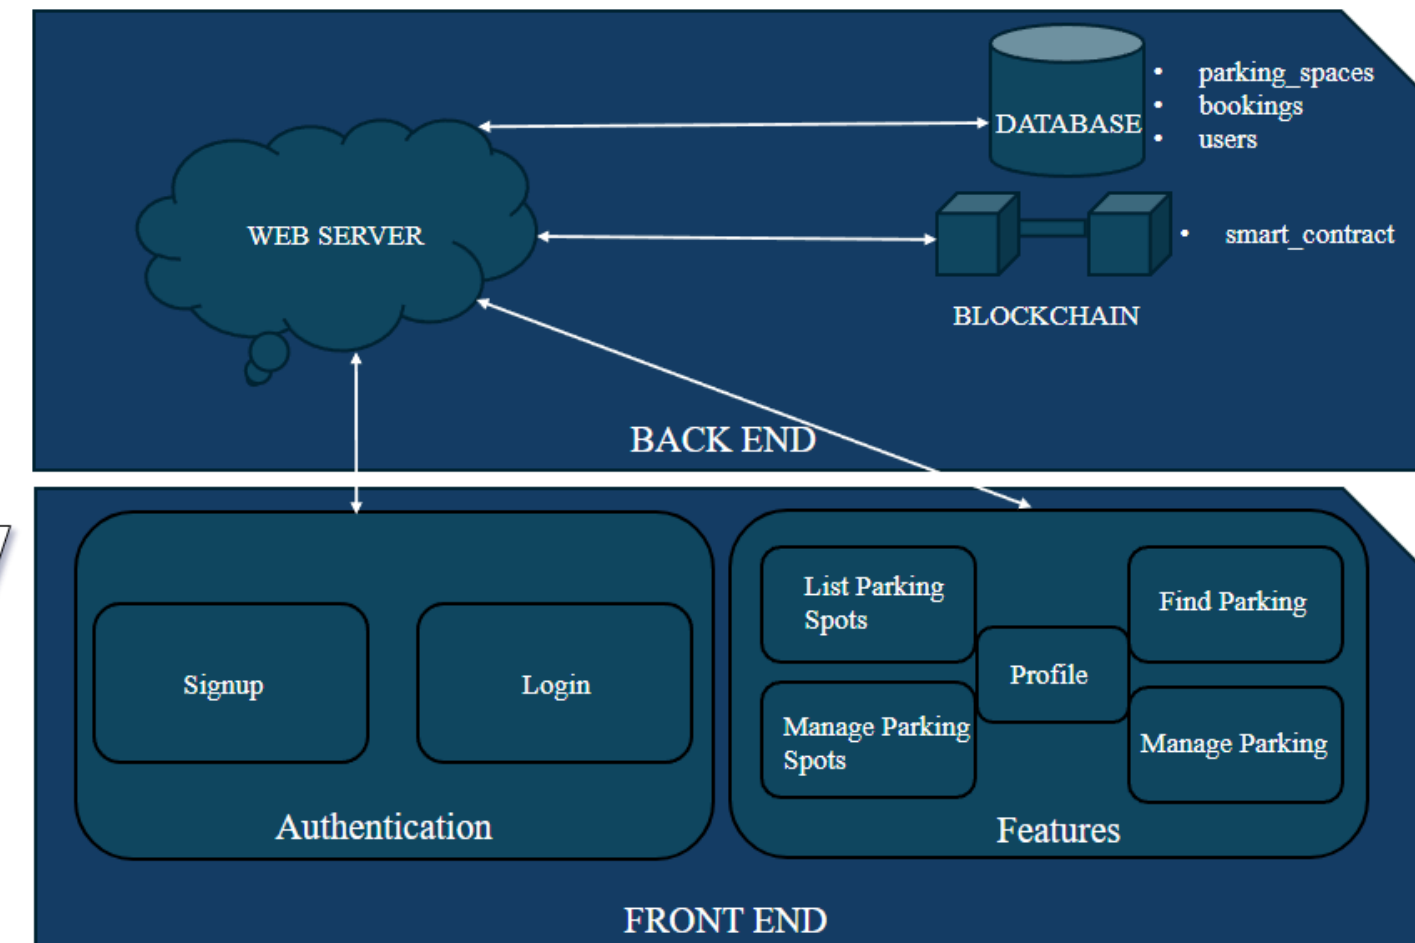 DATABASE
• parking_spaces
• bookings
• users
WEB SERVER
• smart_contract
BLOCKCHAIN
BACK END
List Parking
Spots
Find Parking
Profile
Signup
Login
Manage Parking
Spots
Manage Parking
Authentication
Features
FRONT END